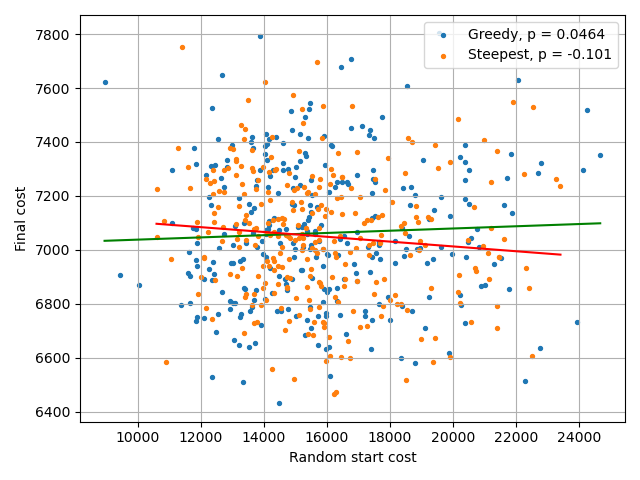 Greedy, p = 0.0464
Steepest, p = -0.101
7800
7600
7400
7200
7000
6800
6600
6400
Final cost
10000 12000 14000 16000 18000 20000 22000 24000
Random start cost